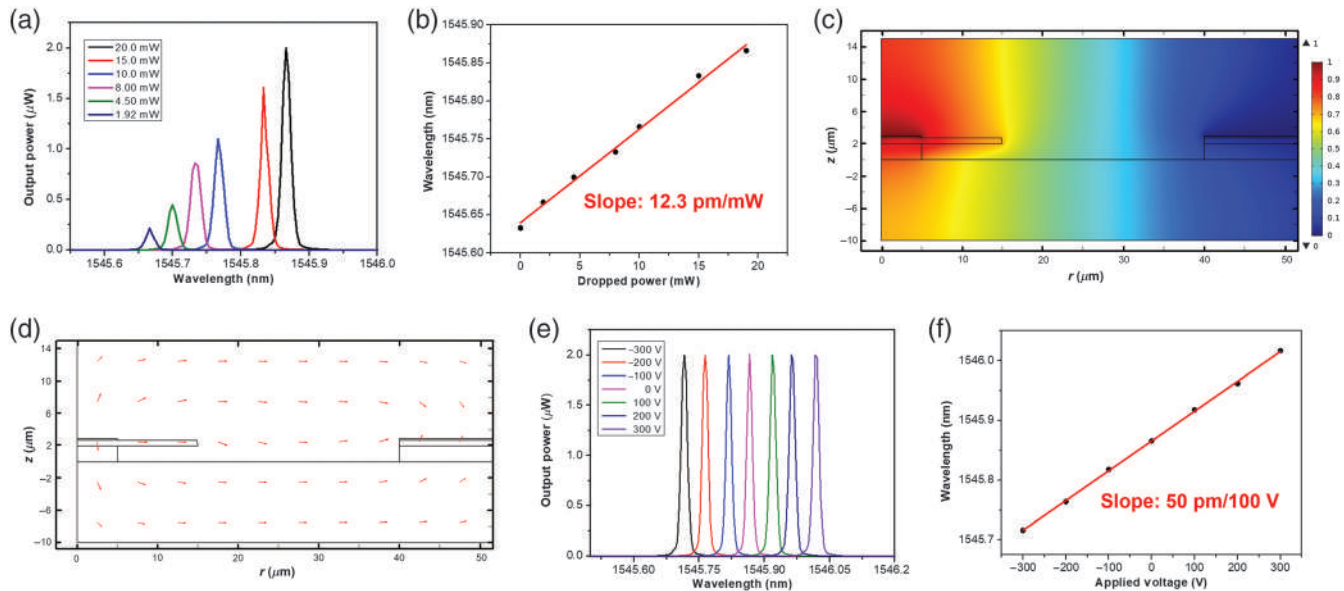 (a)
Output power (μW)
2.0
1.5
1.0
0.5
0.0
20.0 mW
15.0 mW
10.0 mW
8.00 mW
4.50 mW
1.92 mW
1545.6
1545.7
1545.8
1545.9
1546.0
Wavelength (nm)
(b)
Wavelength (nm)
1545.90
1545.85
1545.80
1545.75
1545.70
1545.65
1546.60
Slope: 12.3 pm/mW
0
5
10
15
20
Dropped power (mW)
(c)
z (μm)
14
10
6
2
−2
−6
−10
0
10
20
30
40
50
r (μm)
▲ 1
1
0.9
0.8
0.7
0.6
0.5
0.4
0.3
0.2
0.1
0
▼ 0
(d)
z (μm)
14
12
6
2
−2
−6
−10
0
10
20
30
40
50
r (μm)
(e)
Output power (μW)
2.0
1.5
1.0
0.5
0.0
−300 V
−200 V
−100 V
0 V
100 V
200 V
300 V
1545.60
1545.75
1545.90
1546.05
1546.2
Wavelength (nm)
(f)
Wavelength (nm)
1546.0
1545.9
1545.8
1545.7
Slope: 50 pm/100 V
−300
−200
−100
0
100
200
300
Applied voltage (V)